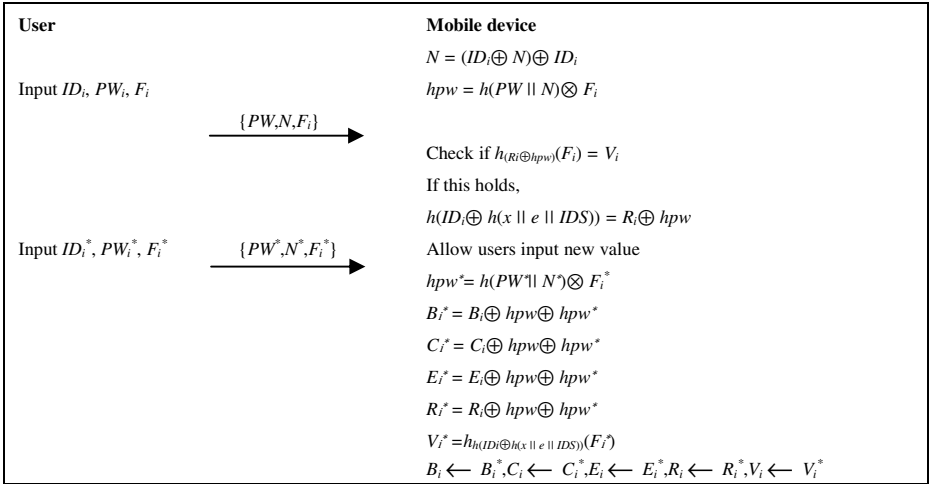 User Mobile device
N = (IDᵢ⊕ N)⊕ IDᵢ
Input IDᵢ, PWᵢ, Fᵢ hpw = h(PW || N)⊗ Fᵢ
{PW,N,Fᵢ}
Check if h₍Rᵢ⊕hpw₎(Fᵢ) = Vᵢ
If this holds,
h(IDᵢ⊕ h(x || e || IDS)) = Rᵢ⊕ hpw
Input IDᵢ*, PWᵢ*, Fᵢ* {PW*,N*,Fᵢ*} Allow users input new value
hpw*= h(PW*|| N*)⊗ Fᵢ*
Bᵢ* = Bᵢ⊕ hpw⊕ hpw*
Cᵢ* = Cᵢ⊕ hpw⊕ hpw*
Eᵢ* = Eᵢ⊕ hpw⊕ hpw*
Rᵢ* = Rᵢ⊕ hpw⊕ hpw*
Vᵢ* =h h(IDi⊕h(x || e || IDS))(Fᵢ*)
Bᵢ ← Bᵢ*,Cᵢ ← Cᵢ*,Eᵢ ← Eᵢ*,Rᵢ ← Rᵢ*,Vᵢ ← Vᵢ*